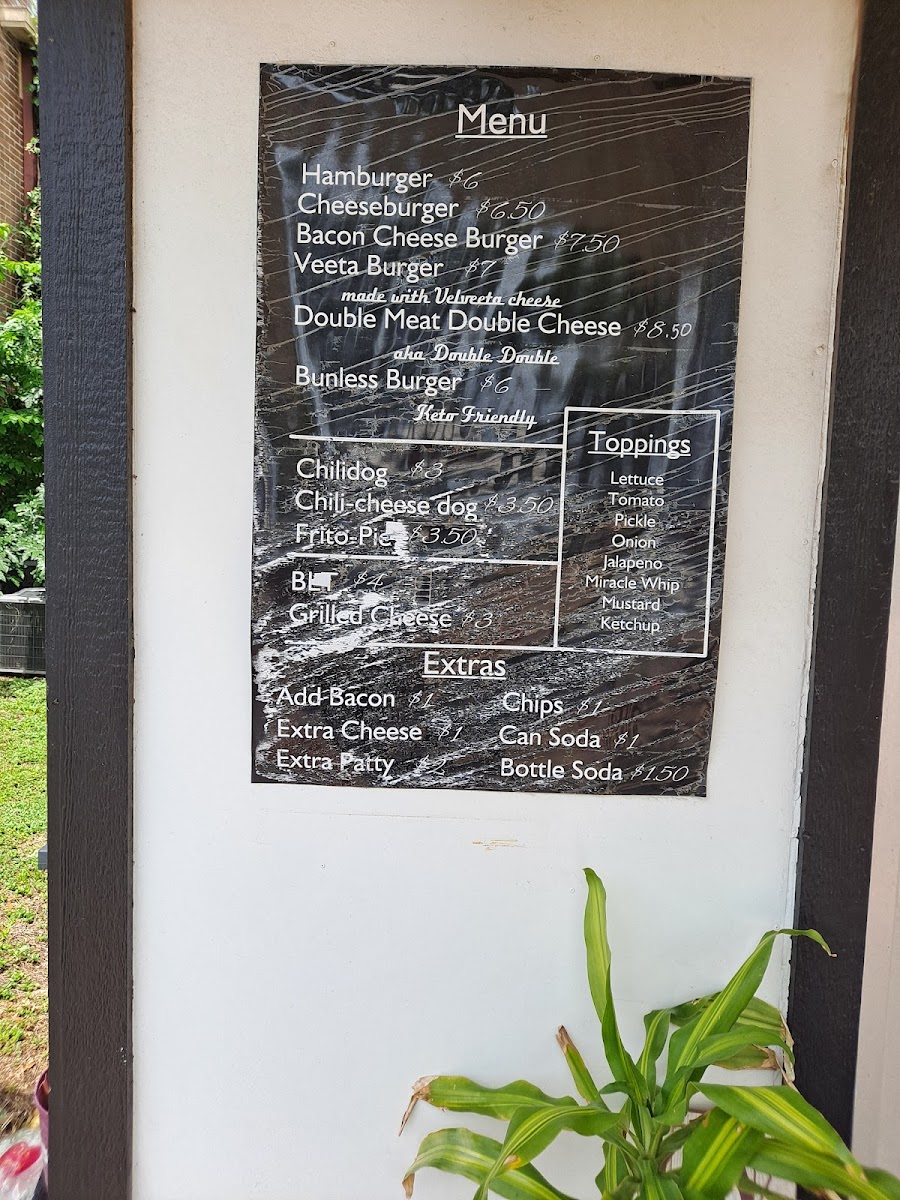 Menu
Hamburger $6
Cheeseburger $6.50
Bacon Cheese Burger $7.50
Veeta Burger $7
made with Velveeta cheese
Double Meat Double Cheese $8.50
aka Double Double
Bunless Burger $6
Keto Friendly
Chilidog $3
Chili-cheese dog $3.50
Frito-Pie $3.50
BLT $4
Grilled Cheese $3
Toppings
Lettuce
Tomato
Pickle
Onion
Jalapeno
Miracle Whip
Mustard
Ketchup
Extras
Add Bacon $1
Extra Cheese $1
Extra Patty $2
Chips $1
Can Soda $1
Bottle Soda $1.50